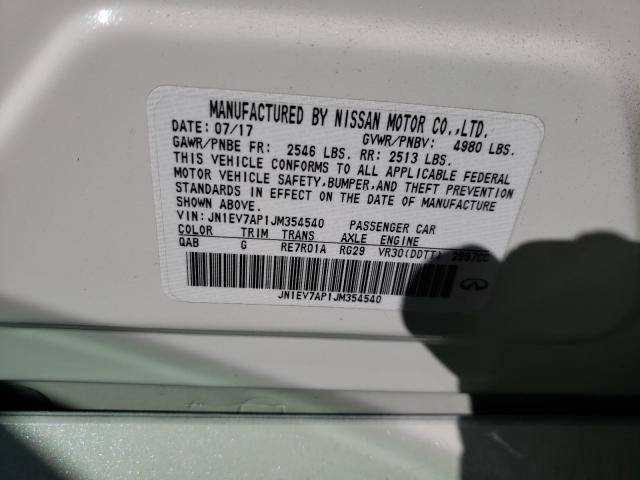 MANUFACTURED BY NISSAN MOTOR CO.,LTD.
DATE: 07/17 GVWR/PNBV: 4980 LBS.
GAWR/PNBE FR: 2546 LBS. RR: 2513 LBS.
THIS VEHICLE CONFORMS TO ALL APPLICABLE FEDERAL
MOTOR VEHICLE SAFETY,BUMPER,AND THEFT PREVENTION
STANDARDS IN EFFECT ON THE DATE OF MANUFACTURE
SHOWN ABOVE.
VIN: JN1EV7AP1JM354540 PASSENGER CAR
COLOR TRIM TRANS AXLE ENGINE
QAB G RE7R01A RG29 VR30(DDTT) 2997CC
JN1EV7AP1JM354540